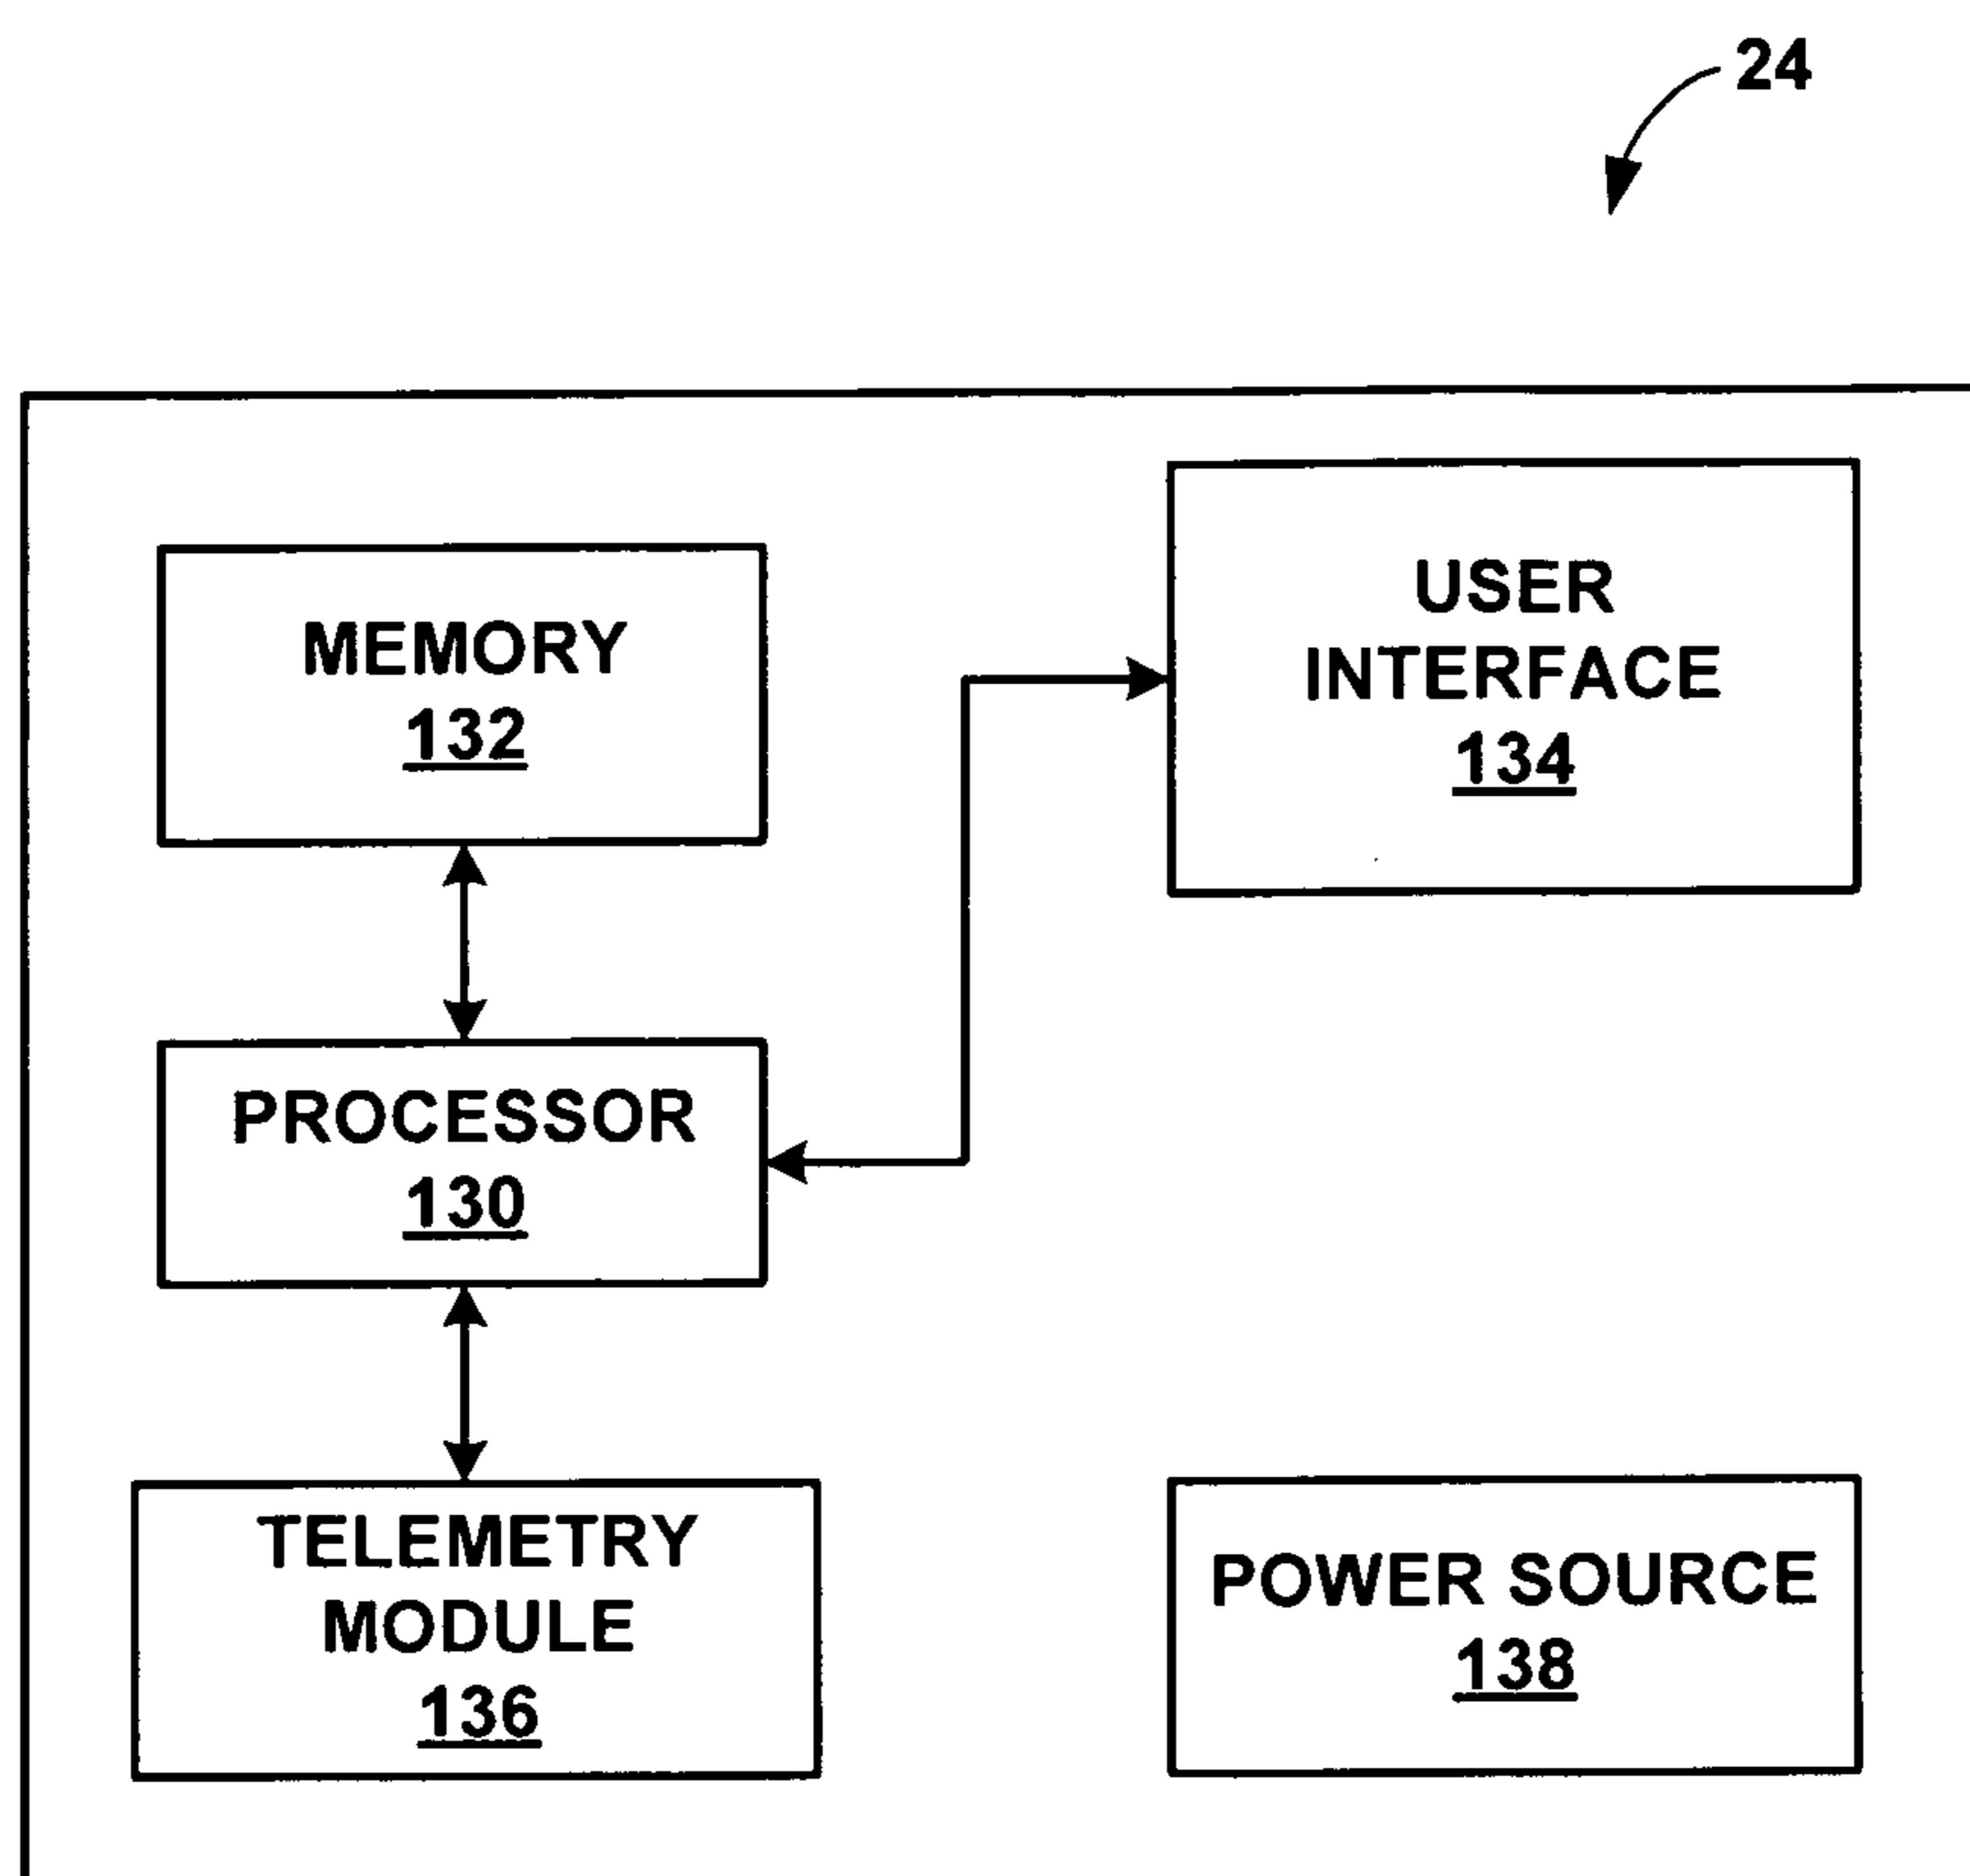 24
MEMORY
132
USER
INTERFACE
134
PROCESSOR
130
TELEMETRY
MODULE
136
POWER SOURCE
138